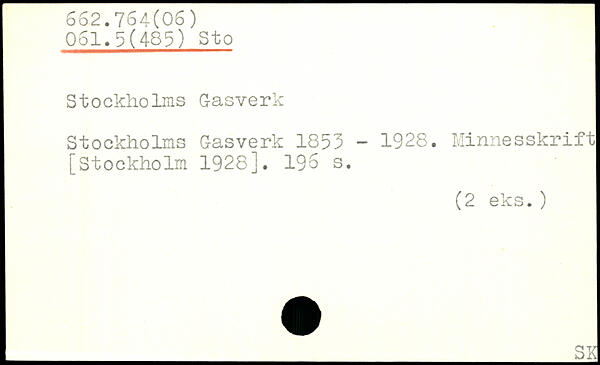 662.764(06)
061.5(485) Sto
Stockholms Gasverk
Stockholms Gasverk 1853 - 1928. Minnesskrift
[Stockholm 1928]. 196 s.
(2 eks.)
SK